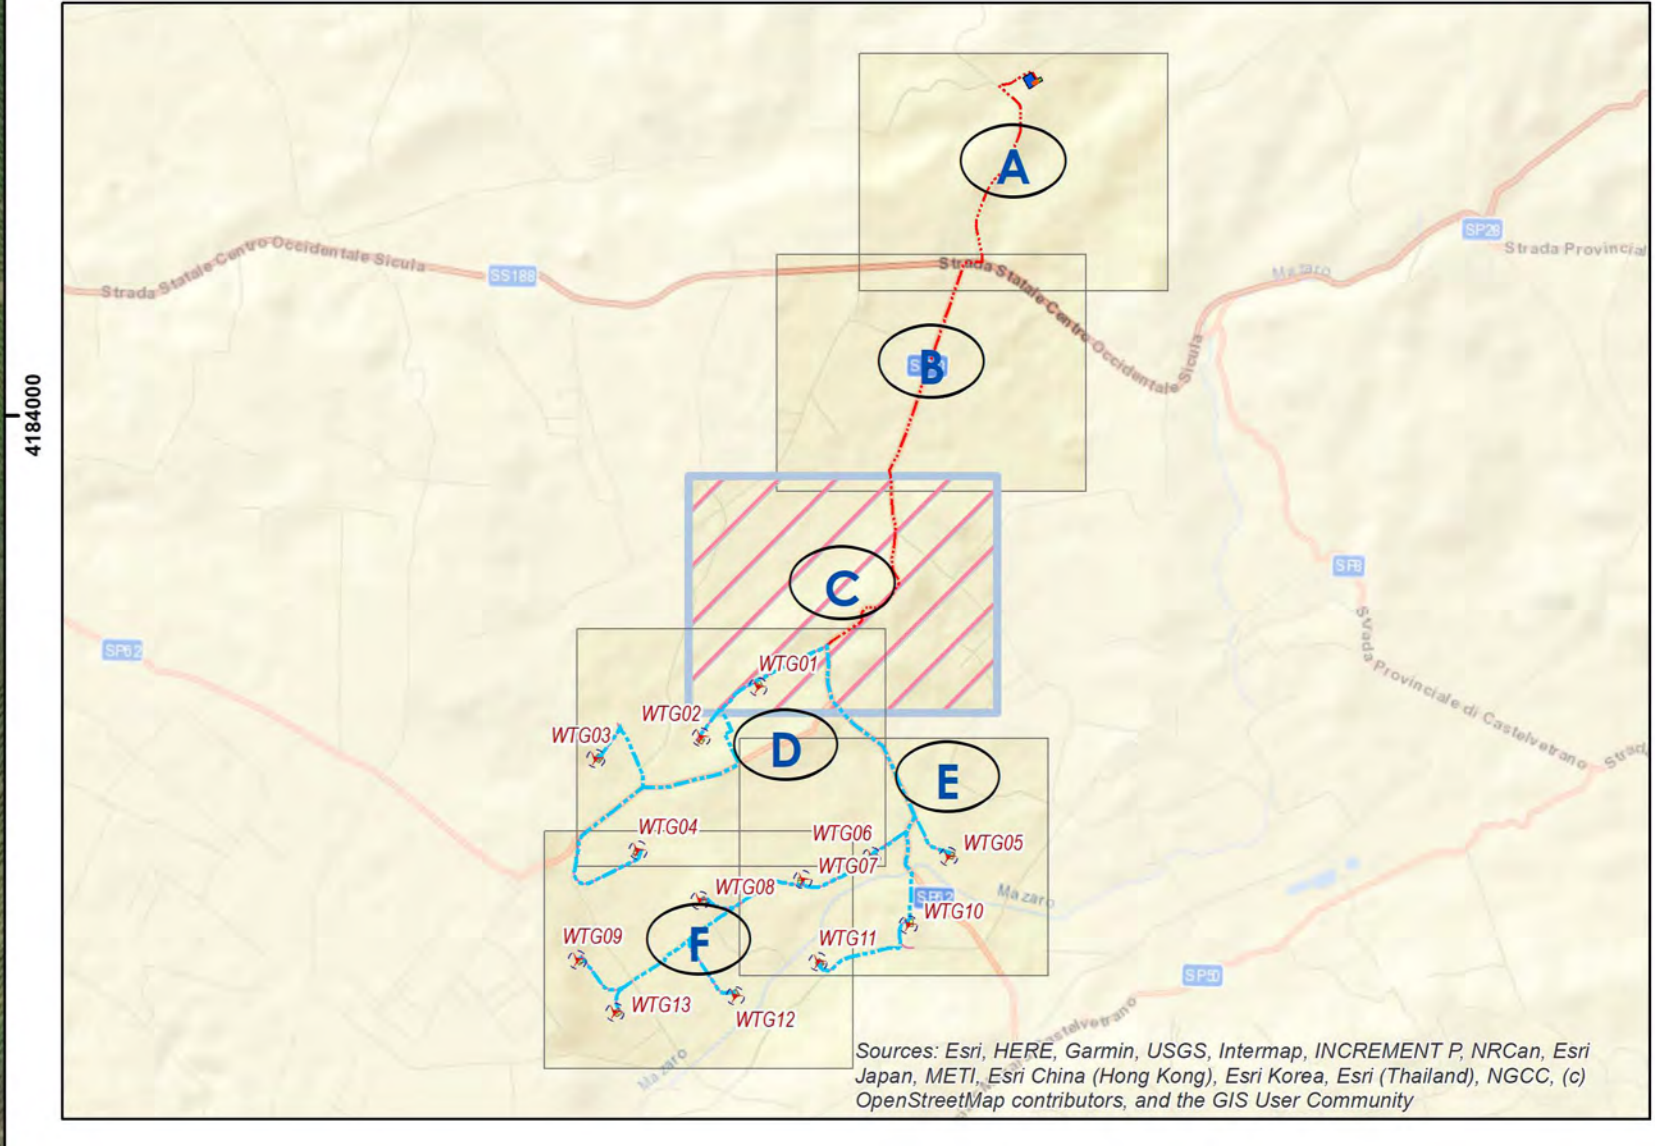 4184000
A
Strada Statale Centro Occidentale Sicula
SS188
SP28
Strada Provincial
Mazaro
Strada Statale Centro Occidentale Sicula
B
C
SP8
Strada Provinciale di Castelvetrano
Strad
SP62
WTG01
WTG02
WTG03
D
E
WTG04
WTG06
WTG05
WTG07
WTG08
SP62
Mazaro
WTG10
WTG09
F
WTG11
SP50
WTG13
WTG12
Mazaro
Castelvetrano
Sources: Esri, HERE, Garmin, USGS, Intermap, INCREMENT P, NRCan, Esri
Japan, METI, Esri China (Hong Kong), Esri Korea, Esri (Thailand), NGCC, (c)
OpenStreetMap contributors, and the GIS User Community